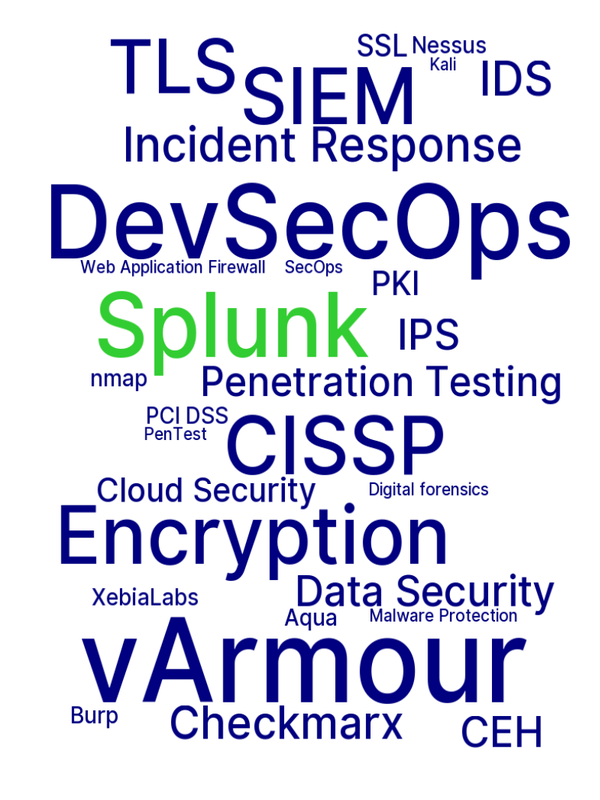 TLS
SSL Nessus
Kali
IDS
SIEM
Incident Response
DevSecOps
Web Application Firewall
SecOps
PKI
Splunk
IPS
nmap
Penetration Testing
PCI DSS
PenTest
CISSP
Cloud Security
Digital forensics
Encryption
Data Security
XebiaLabs
Aqua
Malware Protection
vArmour
Burp
Checkmarx
CEH